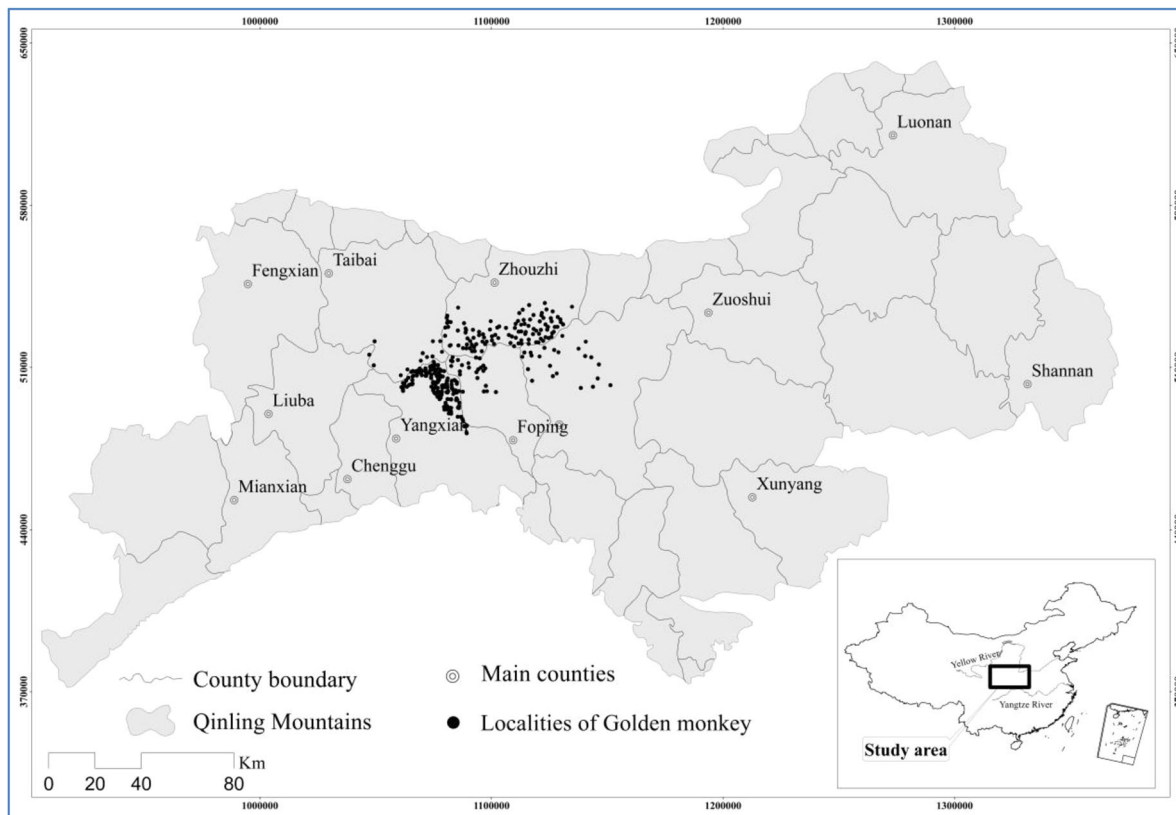 1000000 1100000 1200000 1300000
650000
Luonan
580000
Taibai
Fengxian
Zhouzhi
Zuoshui
510000
Shannan
Liuba
Yangxian
Foping
Chenggu
Mianxian
Xunyang
440000
Yellow River
Yangtze River
Study area
County boundary
Main counties
370000
Qinling Mountains
Localities of Golden monkey
Km
0 20 40 80
1000000 1100000 1200000 1300000